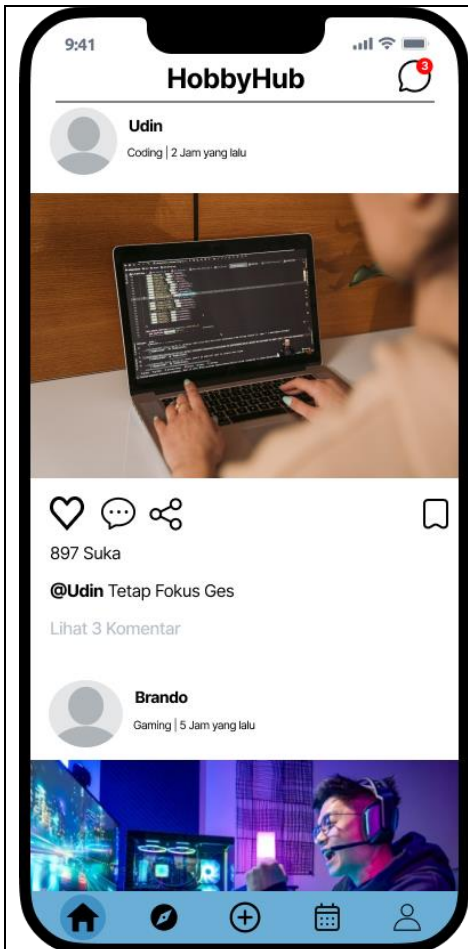 9:41
HobbyHub
3
Udin
Coding | 2 Jam yang lalu
897 Suka
@Udin Tetap Fokus Ges
Lihat 3 Komentar
Brando
Gaming | 5 Jam yang lalu